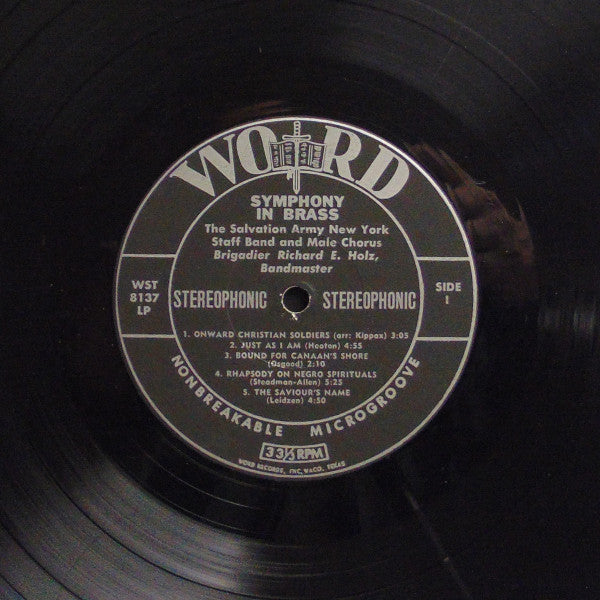 WORD
SYMPHONY
IN BRASS
The Salvation Army New York
Staff Band and Male Chorus
Brigadier Richard E. Holz,
Bandmaster
WST
8137
LP
STEREOPHONIC
STEREOPHONIC
SIDE
1
1. ONWARD CHRISTIAN SOLDIERS (arr: Kippax) 3:05
2. JUST AS I AM (Heaton) 4:55
3. BOUND FOR CANAAN'S SHORE
(Osgood) 2:10
4. RHAPSODY ON NEGRO SPIRITUALS
(Steadman-Allen) 5:25
5. THE SAVIOUR'S NAME
(Leidzen) 4:50
NONBREAKABLE MICROGROOVE
33⅓ RPM
WORD RECORDS, INC. WACO, TEXAS